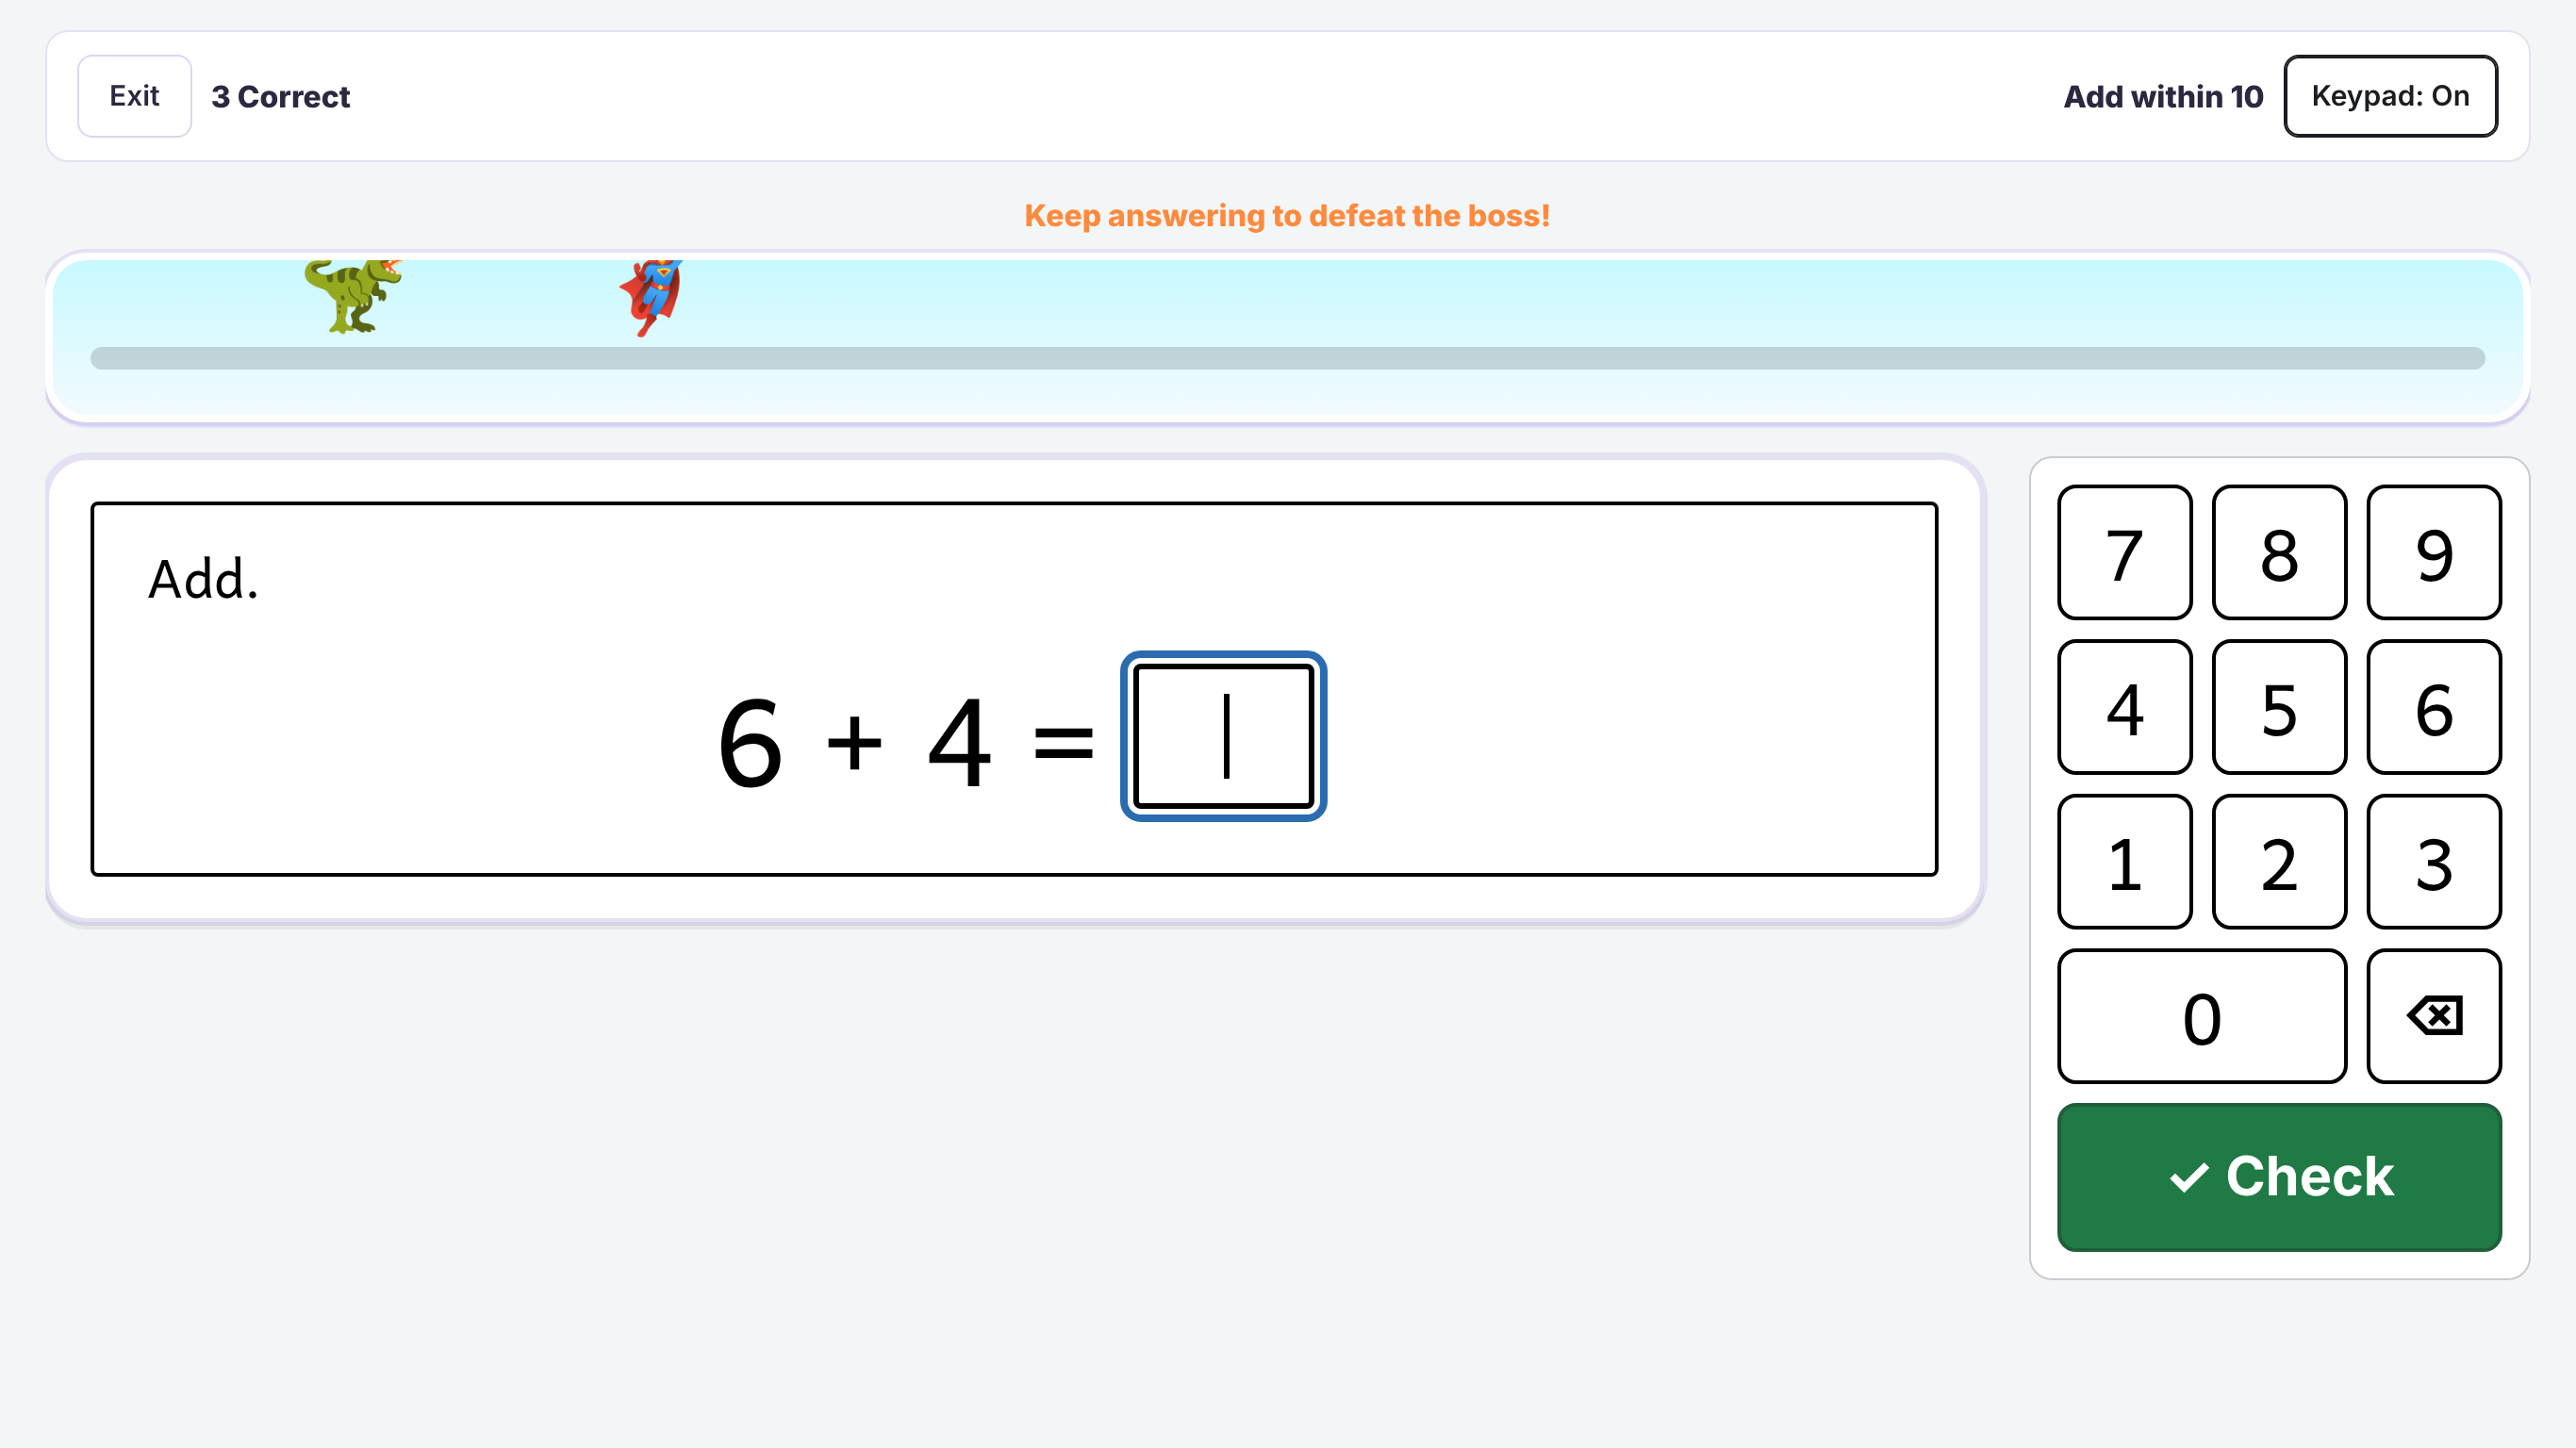 Exit 3 Correct Add within 10 Keypad: On
Keep answering to defeat the boss!
Add.
6 + 4 =
7 8 9
4 5 6
1 2 3
0
✓ Check